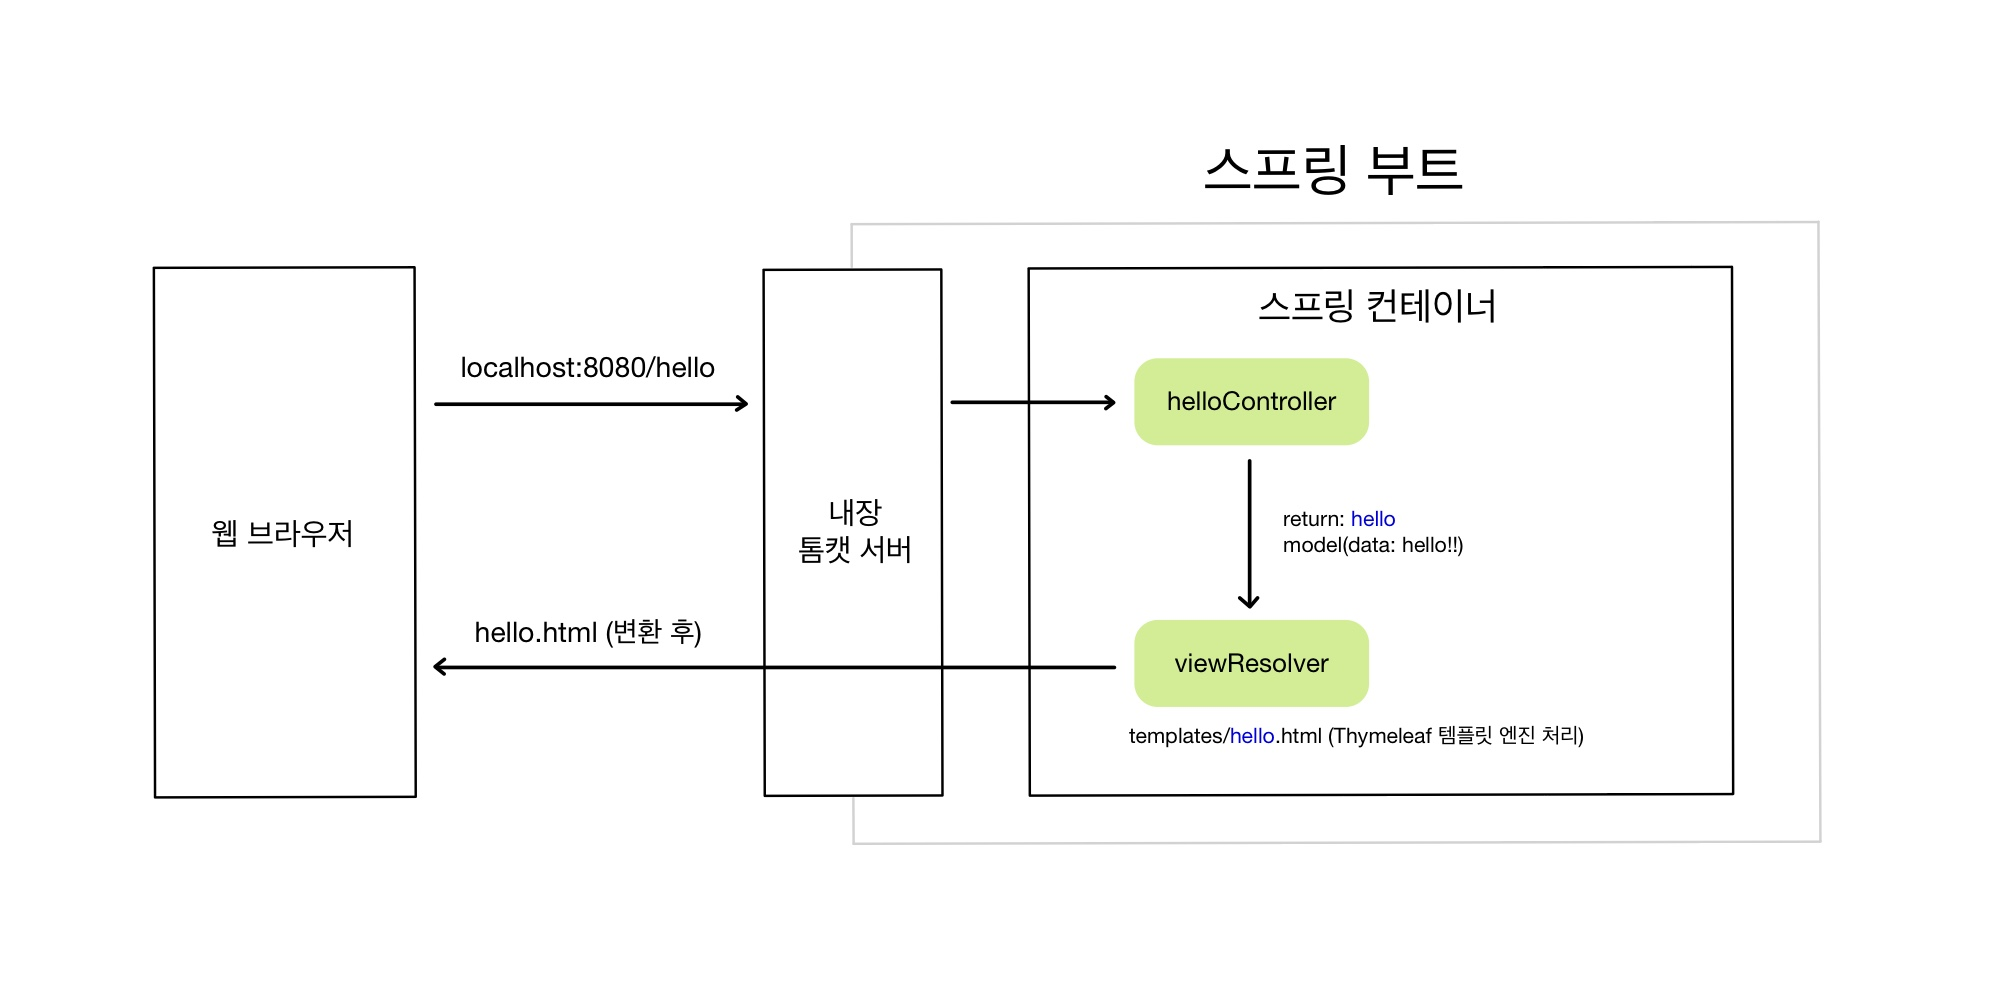 스프링 부트
스프링 컨테이너
localhost:8080/hello
helloController
웹 브라우저
내장
톰캣 서버
return: hello
model(data: hello!!)
hello.html (변환 후)
viewResolver
templates/hello.html (Thymeleaf 템플릿 엔진 처리)